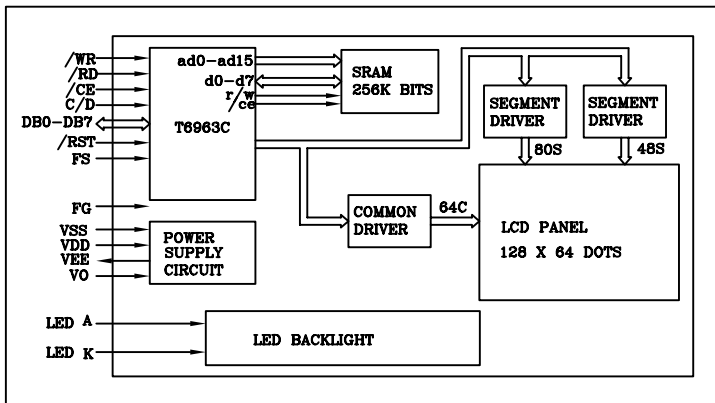 /WR
/RD
/CE
C/D
DB0-DB7
/RST
FS
FG
VSS
VDD
VEE
VO
LED A
LED K
ad0-ad15
d0-d7
r/w
/ce
T6963C
SRAM
256K BITS
SEGMENT
DRIVER
SEGMENT
DRIVER
80S
48S
COMMON
DRIVER
64C
LCD PANEL
128 X 64 DOTS
POWER
SUPPLY
CIRCUIT
LED BACKLIGHT